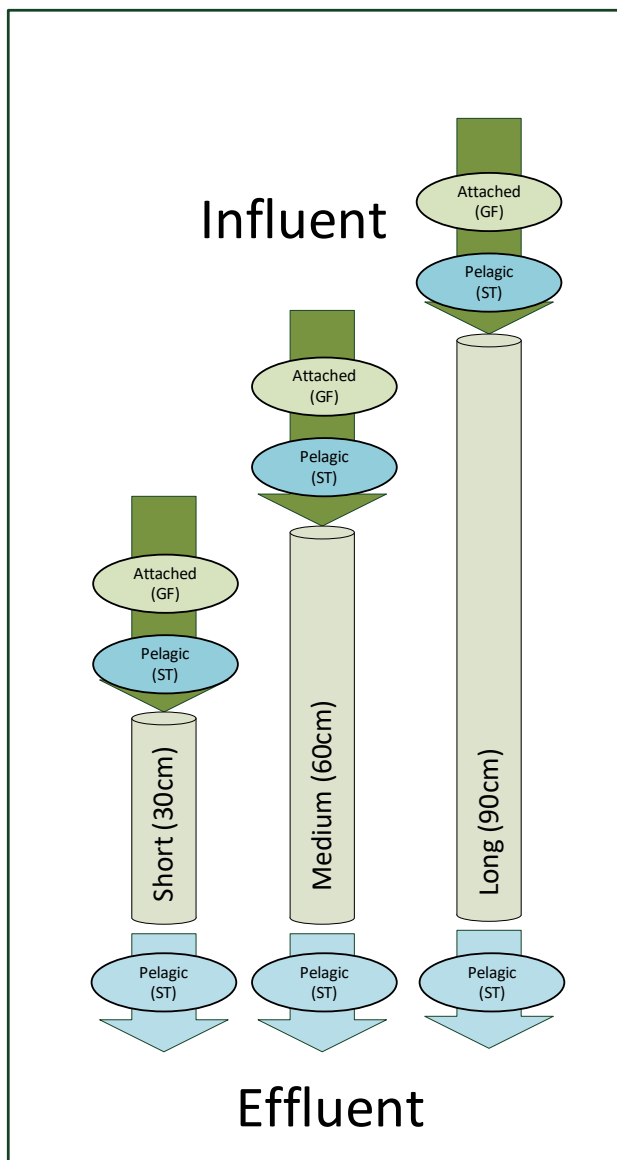 Influent
Attached
(GF)
Pelagic
(ST)
Attached
(GF)
Pelagic
(ST)
Attached
(GF)
Pelagic
(ST)
Short (30cm)
Medium (60cm)
Long (90cm)
Pelagic
(ST)
Pelagic
(ST)
Pelagic
(ST)
Effluent